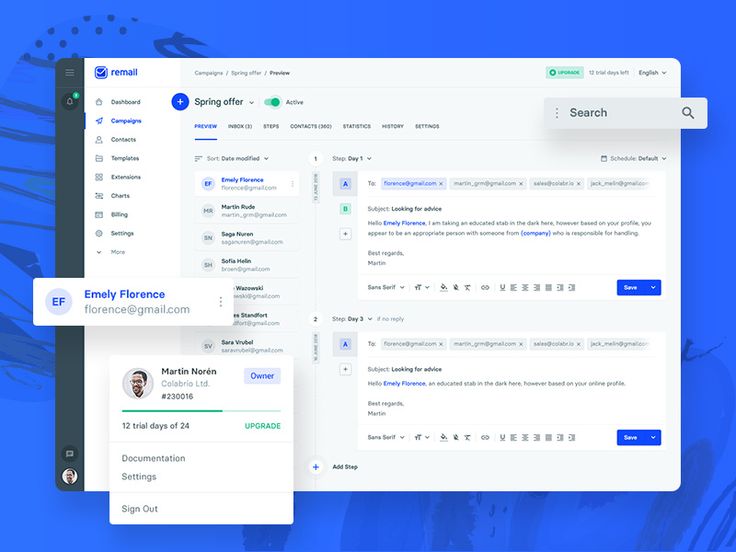 remail
Campaigns / Spring offer / Preview
UPGRADE
12 trial days left
English
Dashboard
Campaigns
Contacts
Templates
Extensions
Charts
Billing
Settings
More
Spring offer
Active
Search
PREVIEW
INBOX (3)
STEPS
CONTACTS (360)
STATISTICS
HISTORY
SETTINGS
Sort: Date modified
EF
Emely Florence
florence@gmail.com
MR
Martin Rude
martin_grm@gmail.com
SN
Saga Nuren
saganuren@gmail.com
SH
Sofia Helin
broen@gmail.com
Wazowski
owski@gmail.com
s Standfort
tanfort@gmail.com
Sara Vrubel
saravrubel@gmail.com
1
Step: Day 1
Schedule: Default
13 JUNE 2018
A
B
To:
florence@gmail.com
martin_grm@gmail.com
sales@colabr.io
jack_melin@gmail.com
Subject: Looking for advice
Hello Emely Florence, I am taking an educated stab in the dark here, however based on your profile, you
appear to be an appropriate person with someone from {company} who is responsible for handling.
Best regards,
Martin
Sans Serif
Save
2
Step: Day 3
if no reply
16 JUNE 2018
A
To:
florence@gmail.com
martin_grm@gmail.com
sales@colabr.io
jack_melin@gmail.com
Subject: Looking for advice
Hello Emely Florence, an educated stab in the dark here, however based on your online profile.
Best regards,
Martin
Sans Serif
Save
Add Step
EF
Emely Florence
florence@gmail.com
Martin Norén
Colabrio Ltd.
#230016
Owner
12 trial days of 24
UPGRADE
Documentation
Settings
Sign Out